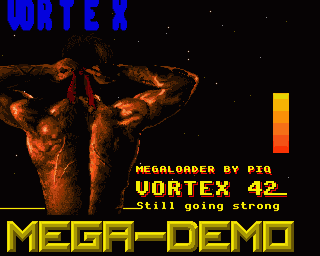 VORTEX
MEGALOADER BY PIQ
VORTEX 42
Still going strong
MEGA-DEMO